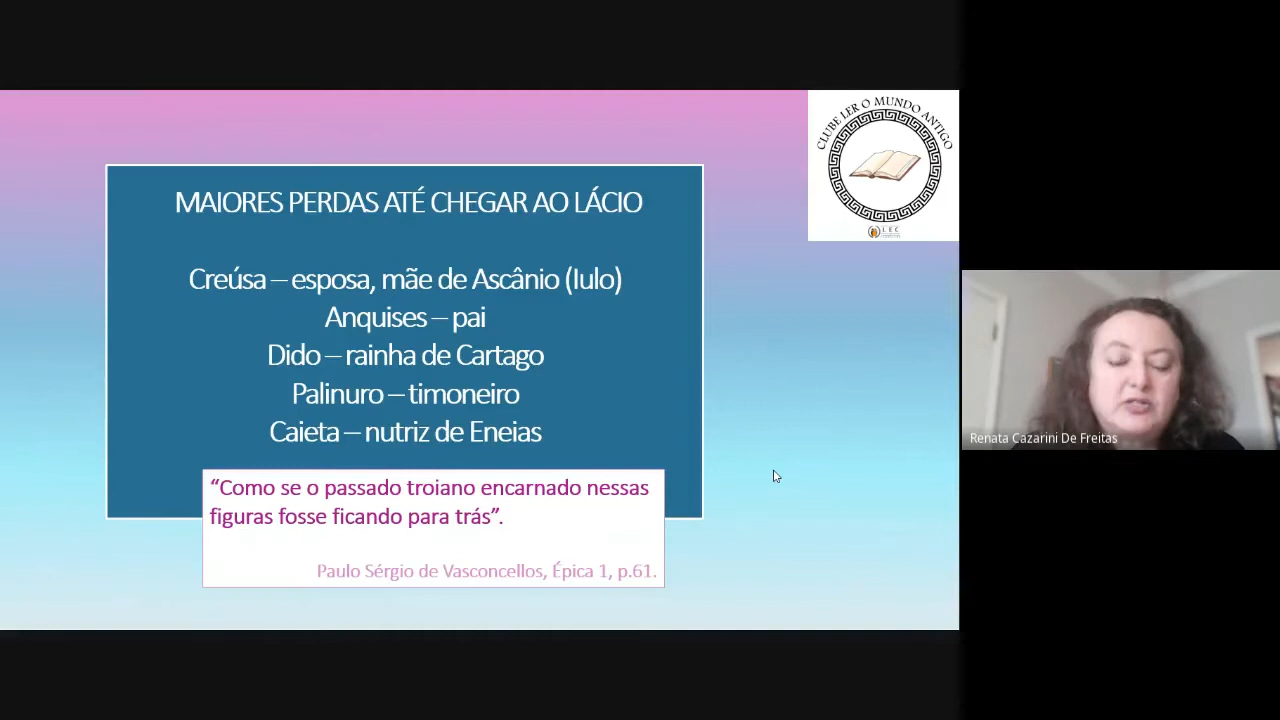 CLUBE LER O MUNDO ANTIGO
LEC
MAIORES PERDAS ATÉ CHEGAR AO LÁCIO
Creúsa – esposa, mãe de Ascânio (Iulo)
Anquises – pai
Dido – rainha de Cartago
Palinuro – timoneiro
Caieta – nutriz de Eneias
“Como se o passado troiano encarnado nessas
figuras fosse ficando para trás”.
Paulo Sérgio de Vasconcellos, Épica 1, p.61.
Renata Cazarini De Freitas